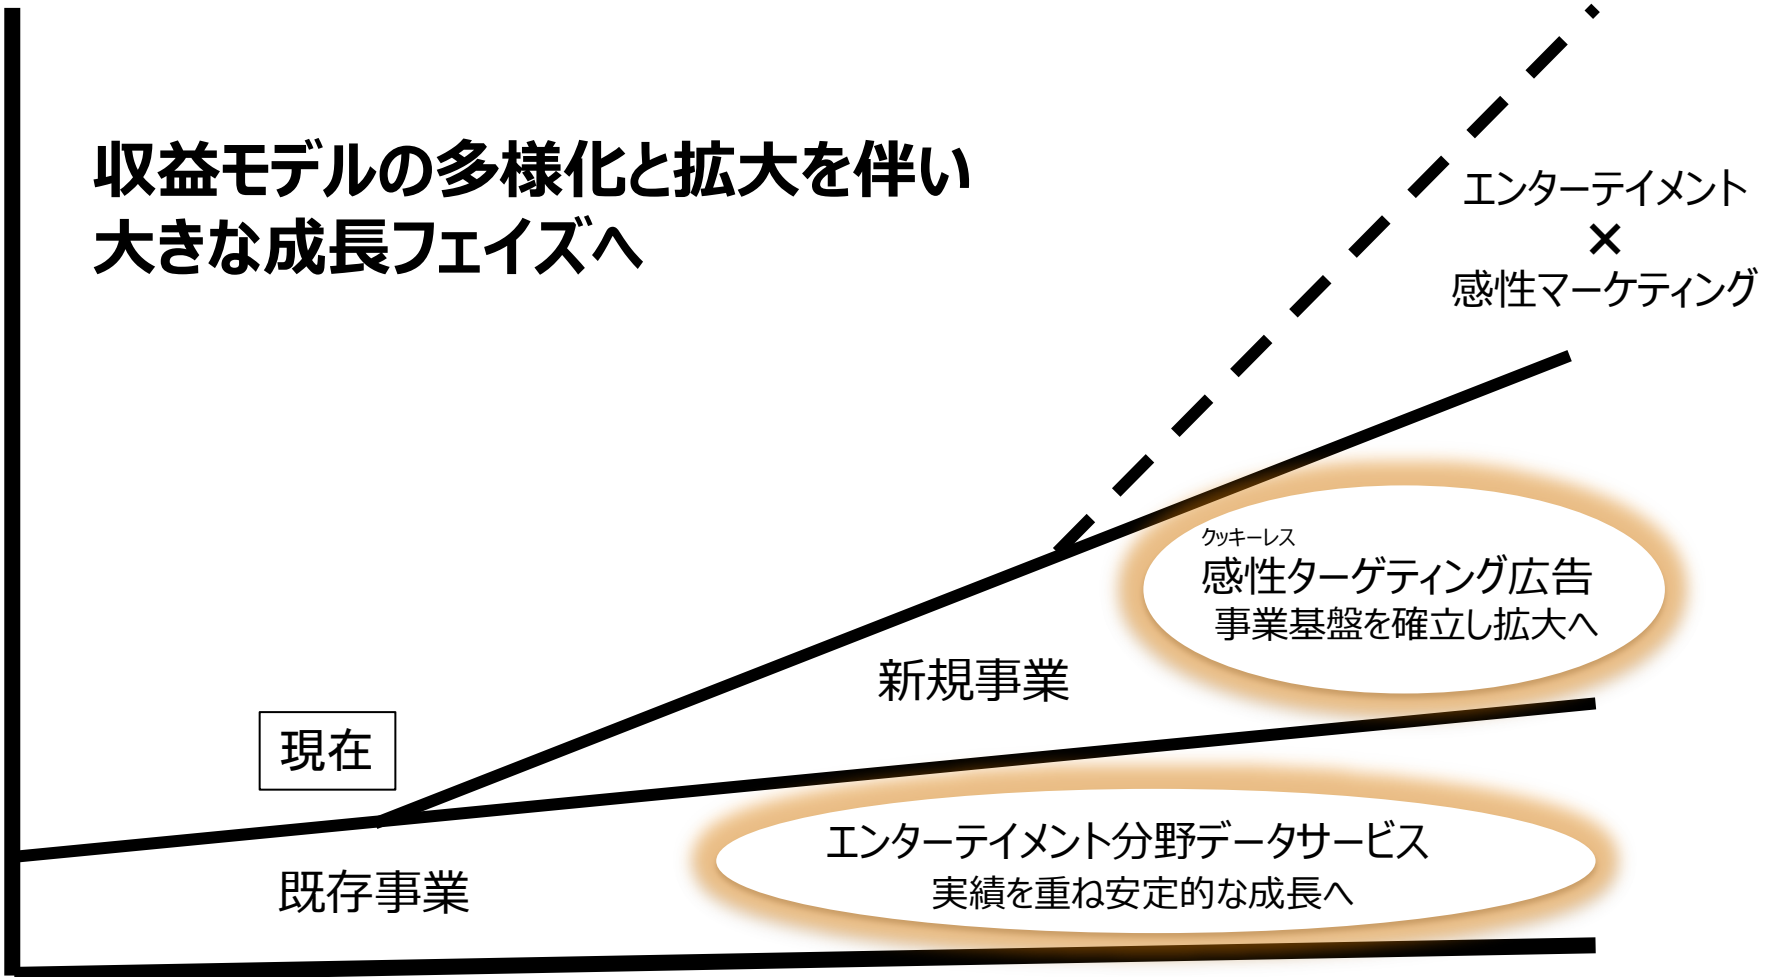 収益モデルの多様化と拡大を伴い
大きな成長フェイズへ
エンターテイメント
×
感性マーケティング
クッキーレス
感性ターゲティング広告
事業基盤を確立し拡大へ
新規事業
現在
エンターテイメント分野データサービス
実績を重ね安定的な成長へ
既存事業